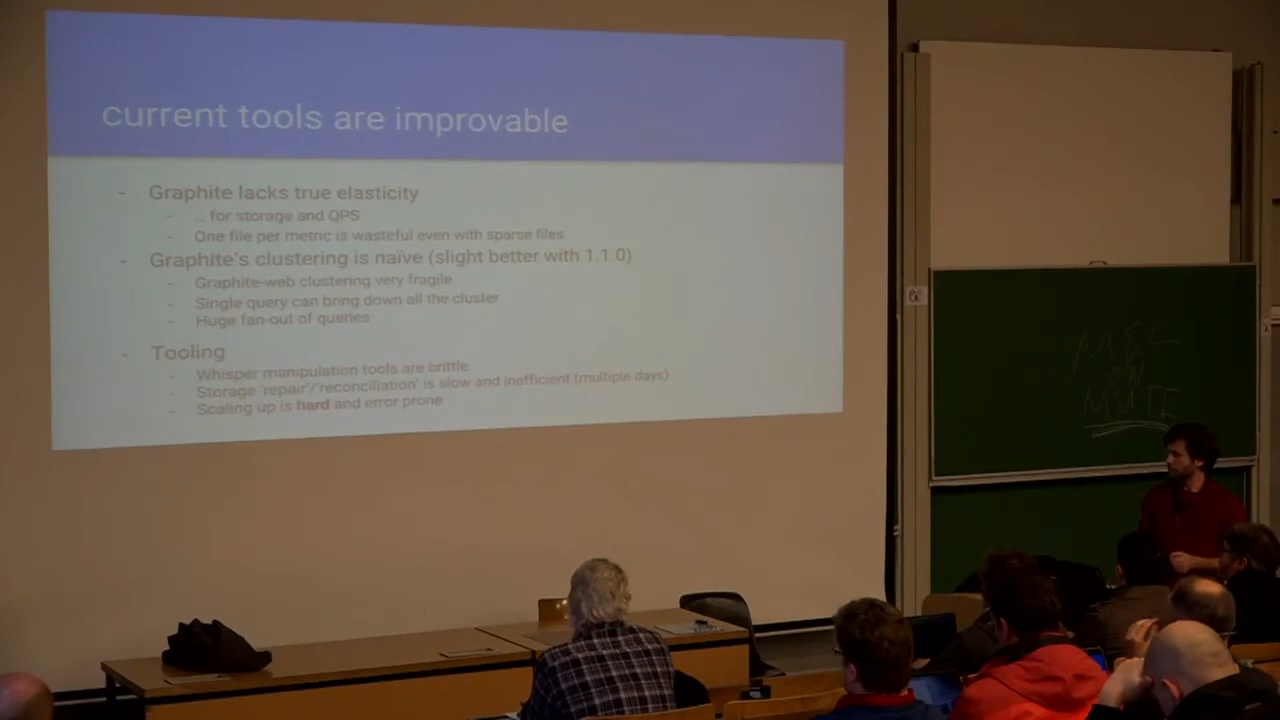 current tools are improvable
- Graphite lacks true elasticity
- ... for storage and QPS
- One file per metric is wasteful even with sparse files
- Graphite's clustering is naïve (slight better with 1.1.0)
- Graphite-web clustering very fragile
- Single query can bring down all the cluster
- Huge fan-out of queries
- Tooling
- Whisper manipulation tools are brittle
- Storage 'repair'/'reconciliation' is slow and inefficient (multiple days)
- Scaling up is hard and error prone
MUTE